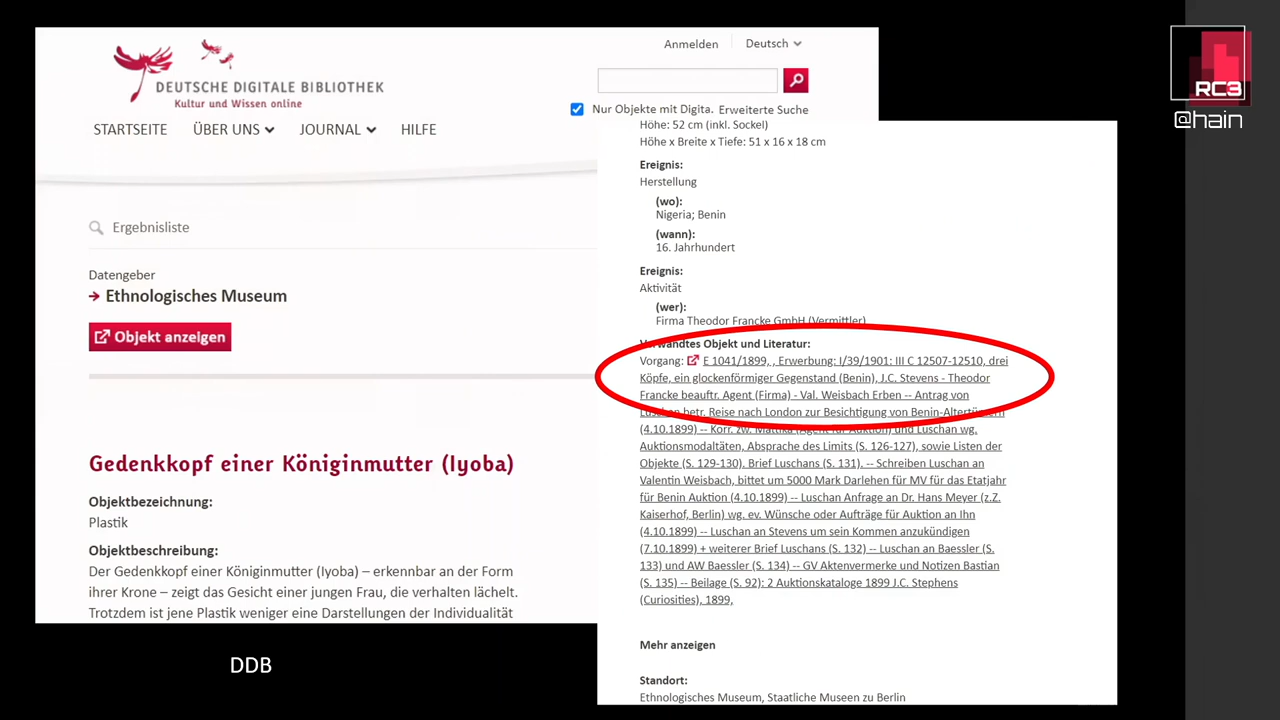 DEUTSCHE DIGITALE BIBLIOTHEK
Kultur und Wissen online
Anmelden
Deutsch
Nur Objekte mit Digita. Erweiterte Suche
STARTSEITE ÜBER UNS JOURNAL HILFE
Ergebnisliste
Datengeber
Ethnologisches Museum
Objekt anzeigen
Gedenkkopf einer Königinmutter (Iyoba)
Objektbezeichnung:
Plastik
Objektbeschreibung:
Der Gedenkkopf einer Königinmutter (Iyoba) – erkennbar an der Form
ihrer Krone – zeigt das Gesicht einer jungen Frau, die verhalten lächelt.
Trotzdem ist jene Plastik weniger eine Darstellungen der Individualität
Höhe: 52 cm (inkl. Sockel)
Höhe x Breite x Tiefe: 51 x 16 x 18 cm
Ereignis:
Herstellung
(wo):
Nigeria; Benin
(wann):
16. Jahrhundert
Ereignis:
Aktivität
(wer):
Firma Theodor Francke GmbH (Vermittler)
Verwandtes Objekt und Literatur:
Vorgang: E 1041/1899, , Erwerbung: I/39/1901: III C 12507-12510, drei
Köpfe, ein glockenförmiger Gegenstand (Benin), J.C. Stevens - Theodor
Francke beauftr. Agent (Firma) - Val. Weisbach Erben -- Antrag von
Luschan betr. Reise nach London zur Besichtigung von Benin-Altertümern
(4.10.1899) -- Korr. zw. Mattika (Agent für Auktion) und Luschan wg.
Auktionsmodaltäten, Absprache des Limits (S. 126-127), sowie Listen der
Objekte (S. 129-130). Brief Luschans (S. 131). -- Schreiben Luschan an
Valentin Weisbach, bittet um 5000 Mark Darlehen für MV für das Etatjahr
für Benin Auktion (4.10.1899) -- Luschan Anfrage an Dr. Hans Meyer (z.Z.
Kaiserhof, Berlin) wg. ev. Wünsche oder Aufträge für Auktion an Ihn
(4.10.1899) -- Luschan an Stevens um sein Kommen anzukündigen
(7.10.1899) + weiterer Brief Luschans (S. 132) -- Luschan an Baessler (S.
133) und AW Baessler (S. 134) -- GV Aktenvermerke und Notizen Bastian
(S. 135) -- Beilage (S. 92): 2 Auktionskataloge 1899 J.C. Stephens
(Curiosities), 1899,
Mehr anzeigen
Standort:
Ethnologisches Museum, Staatliche Museen zu Berlin
DDB
RC3
@hain